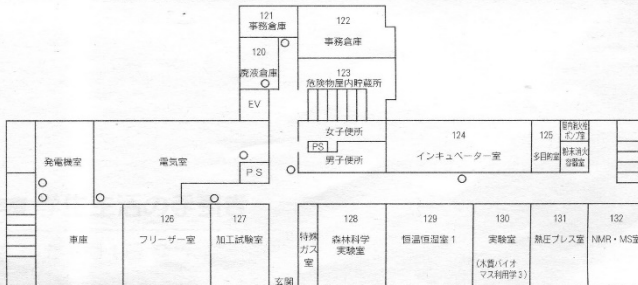 121
事務倉庫
122
事務倉庫
120
廃液倉庫
123
危険物屋内貯蔵所
EV
女子便所
PS
男子便所
発電機室
電気室
PS
124
インキュベーター室
125
多目的室
屋内消火栓
ポンプ室
粉末消火
容器室
車庫
126
フリーザー室
127
加工試験室
玄関
特殊
ガス
室
128
森林科学
実験室
129
恒温恒湿室1
130
実験室
(木質バイオ
マス利用学3)
131
熱圧プレス室
132
NMR・MS室